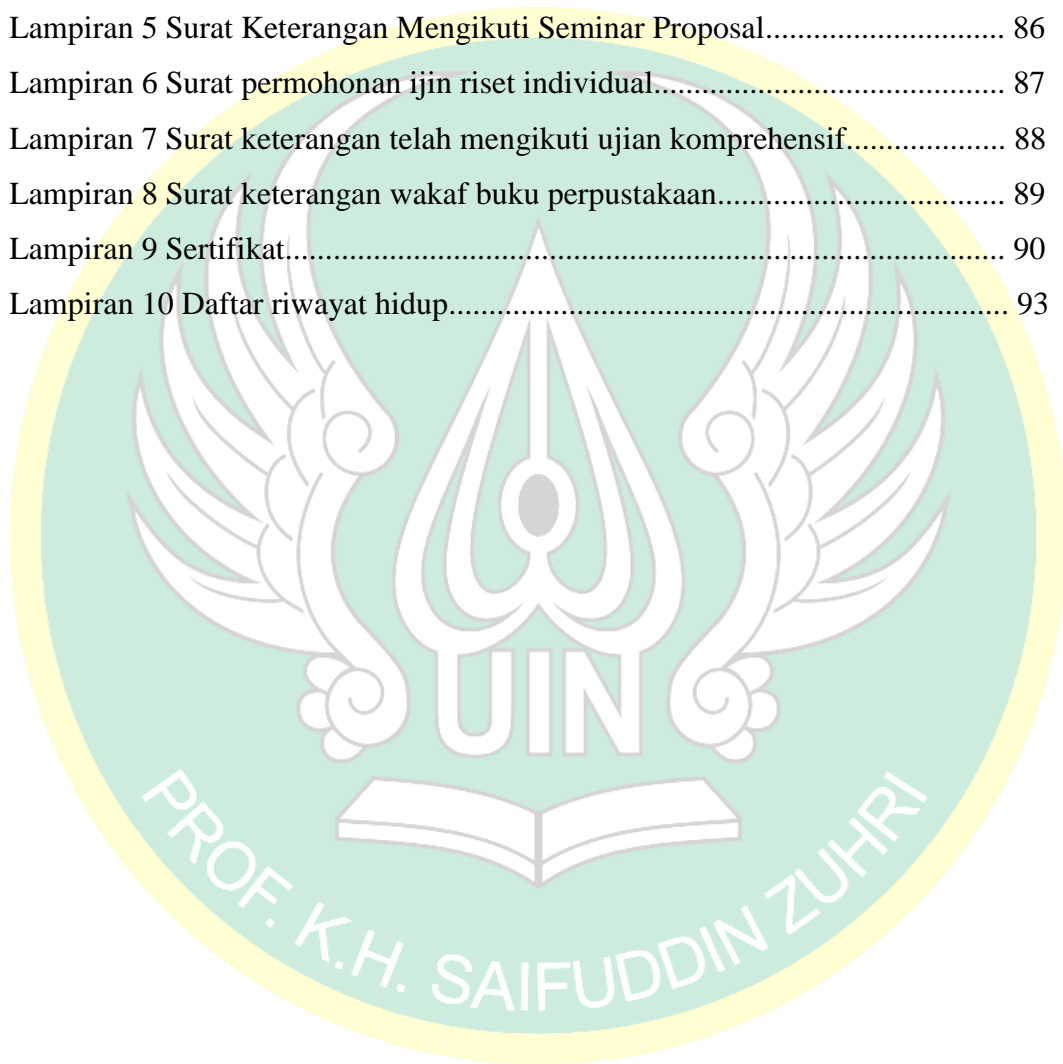 Lampiran 5 Surat Keterangan Mengikuti Seminar Proposal.............................. 86
Lampiran 6 Surat permohonan ijin riset individual............................................ 87
Lampiran 7 Surat keterangan telah mengikuti ujian komprehensif.................... 88
Lampiran 8 Surat keterangan wakaf buku perpustakaan.................................... 89
Lampiran 9 Sertifikat.......................................................................................... 90
Lampiran 10 Daftar riwayat hidup...................................................................... 93
UIN
PROF. K.H. SAIFUDDIN ZUHRI